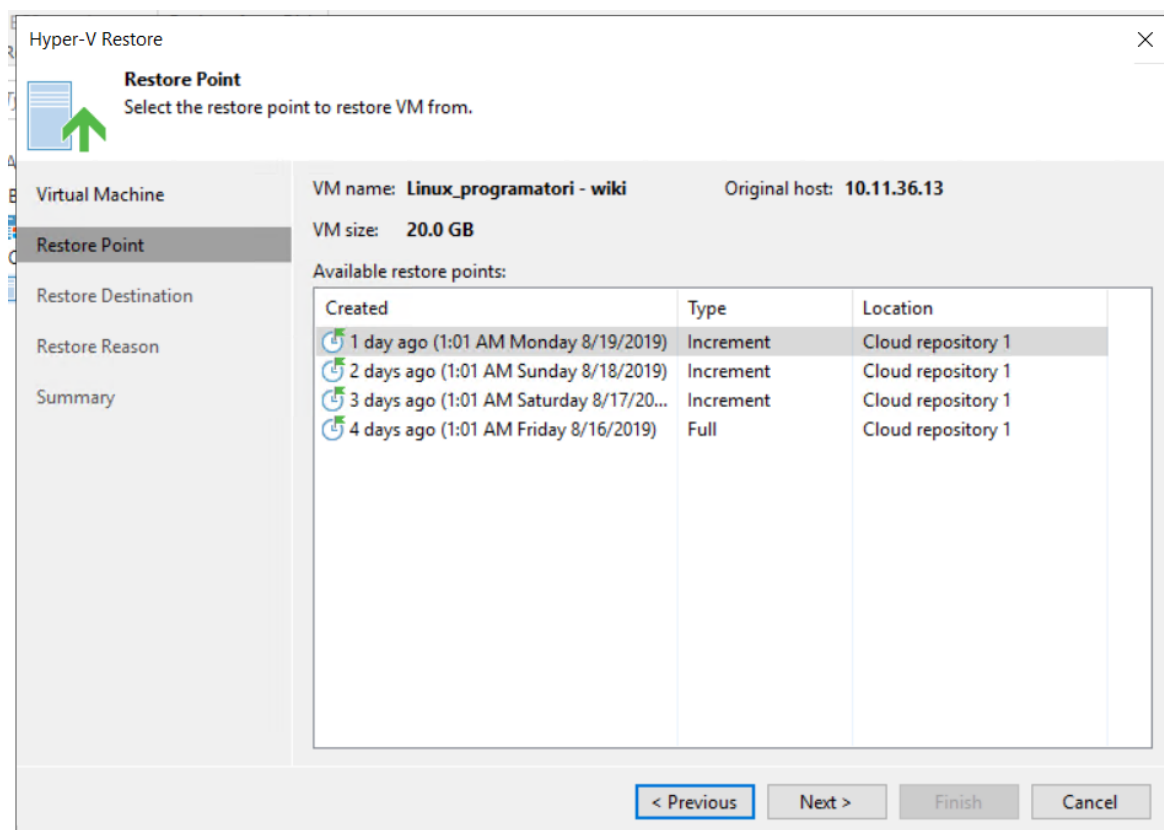 Hyper-V Restore
Restore Point
Select the restore point to restore VM from.
Virtual Machine
Restore Point
Restore Destination
Restore Reason
Summary
VM name: Linux_programatori - wiki Original host: 10.11.36.13
VM size: 20.0 GB
Available restore points:
Created Type Location
1 day ago (1:01 AM Monday 8/19/2019) Increment Cloud repository 1
2 days ago (1:01 AM Sunday 8/18/2019) Increment Cloud repository 1
3 days ago (1:01 AM Saturday 8/17/20... Increment Cloud repository 1
4 days ago (1:01 AM Friday 8/16/2019) Full Cloud repository 1
< Previous Next > Finish Cancel